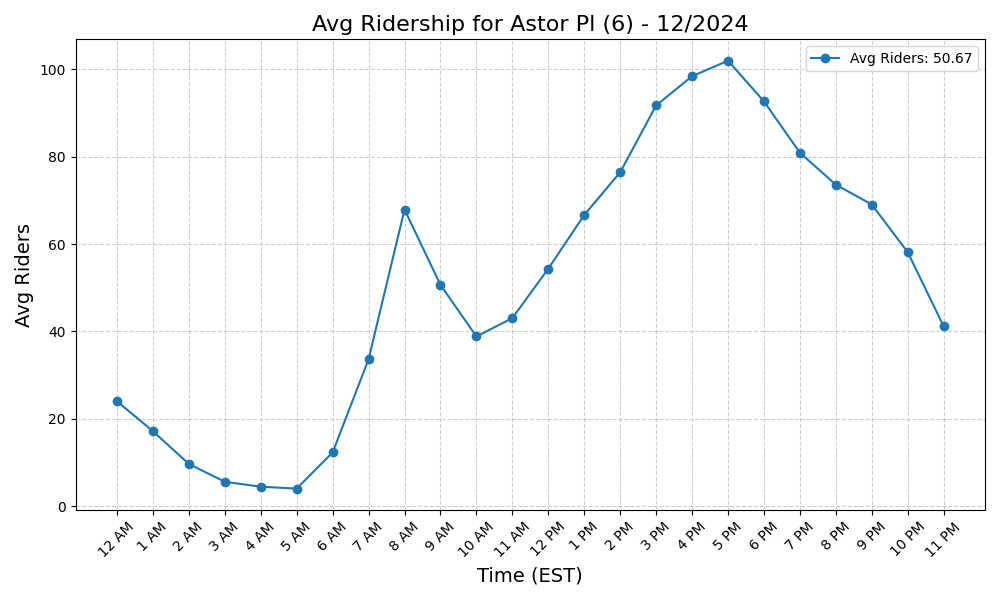 Avg Ridership for Astor Pl (6) - 12/2024
Avg Riders: 50.67
Avg Riders
100
80
60
40
20
0
12 AM
1 AM
2 AM
3 AM
4 AM
5 AM
6 AM
7 AM
8 AM
9 AM
10 AM
11 AM
12 PM
1 PM
2 PM
3 PM
4 PM
5 PM
6 PM
7 PM
8 PM
9 PM
10 PM
11 PM
Time (EST)